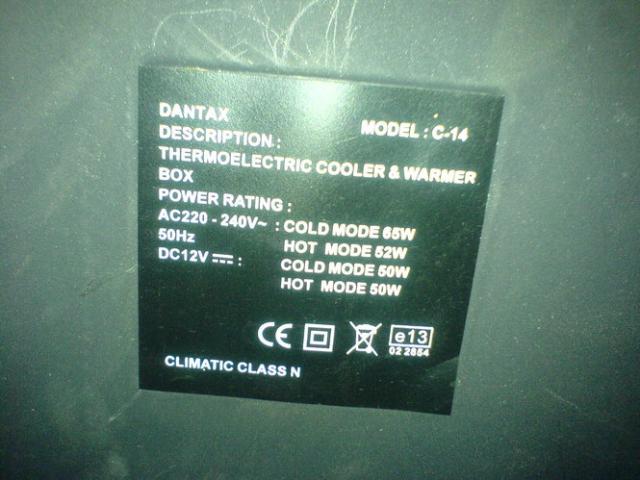 DANTAX
MODEL : C-14
DESCRIPTION :
THERMOELECTRIC COOLER & WARMER
BOX
POWER RATING :
AC220 - 240V~ : COLD MODE 65W
50Hz HOT MODE 52W
DC12V ⎓ : COLD MODE 50W
HOT MODE 50W
CE e13
02 2854
CLIMATIC CLASS N